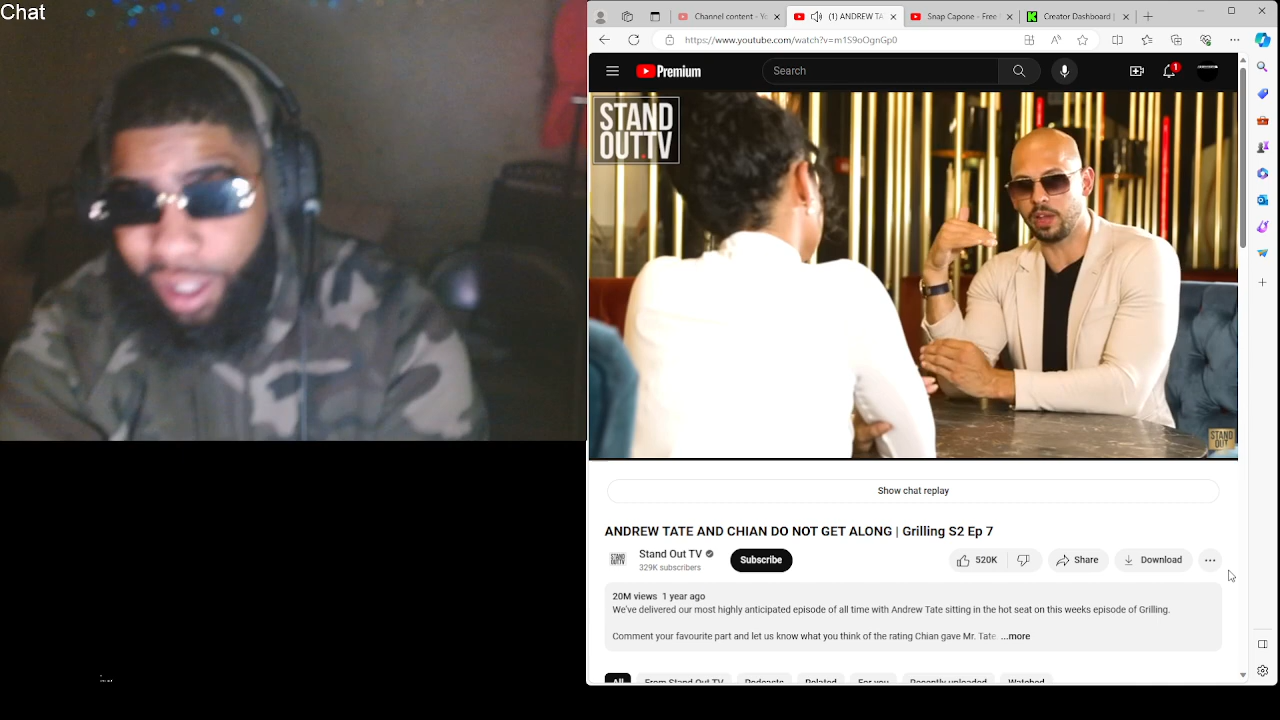 Chat
Channel content - Yo
(1) ANDREW TA
Snap Capone - Free
Creator Dashboard |
https://www.youtube.com/watch?v=m1S9oOgnGp0
Premium
Search
1
STAND
OUTTV
STAND
OUT
Show chat replay
ANDREW TATE AND CHIAN DO NOT GET ALONG | Grilling S2 Ep 7
Stand Out TV
329K subscribers
Subscribe
520K
Share
Download
20M views 1 year ago
We've delivered our most highly anticipated episode of all time with Andrew Tate sitting in the hot seat on this weeks episode of Grilling.
Comment your favourite part and let us know what you think of the rating Chian gave Mr. Tate. ...more
All
From Stand Out TV
Podcasts
Related
For you
Recently uploaded
Watched